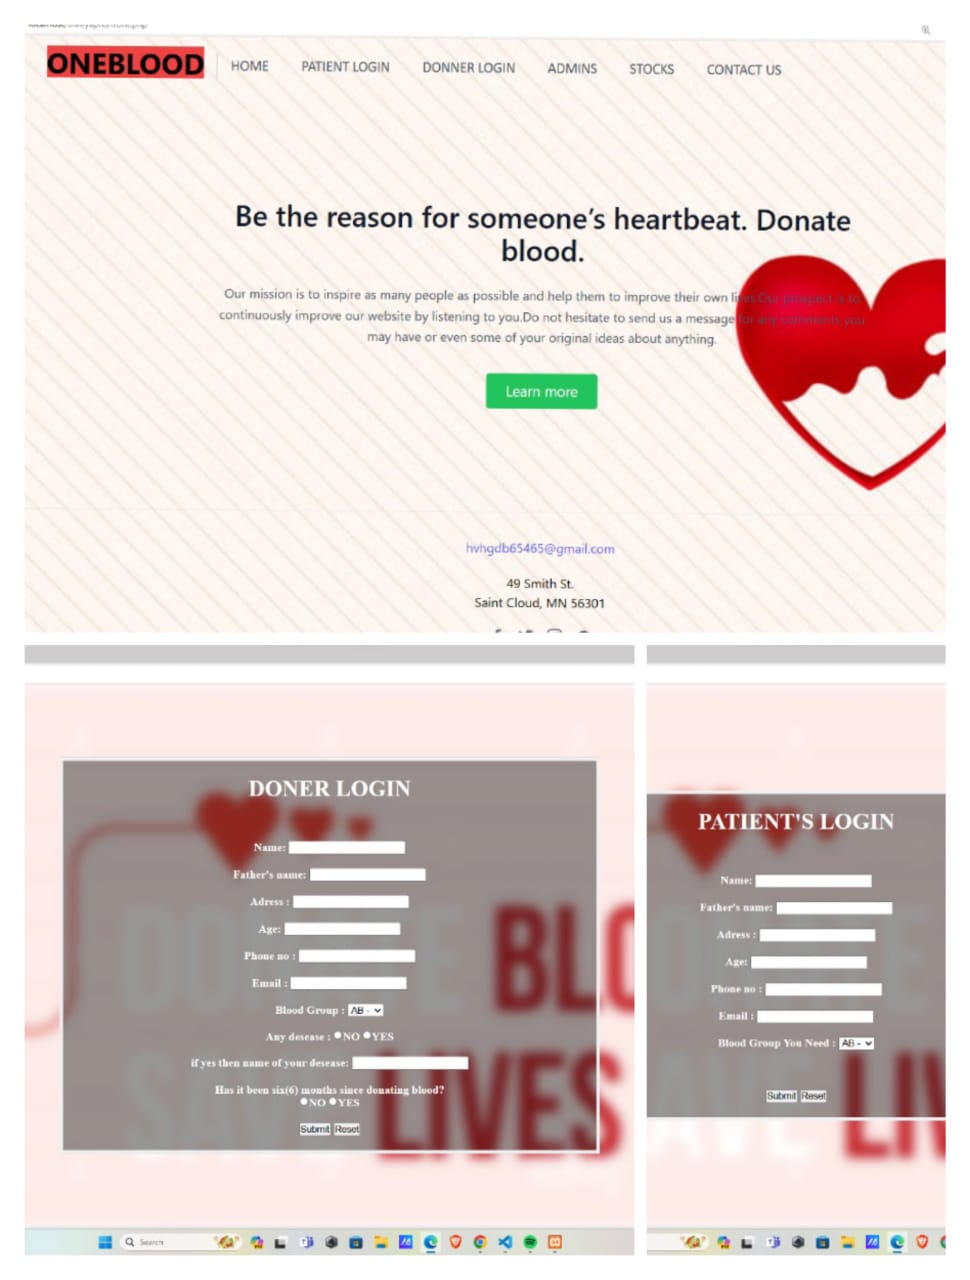 ONEBLOOD HOME PATIENT LOGIN DONNER LOGIN ADMINS STOCKS CONTACT US
Be the reason for someone’s heartbeat. Donate
blood.
Our mission is to inspire as many people as possible and help them to improve their own lives.Our prospect is to
continuously improve our website by listening to you.Do not hesitate to send us a message for any comments you
may have or even some of your original ideas about anything.
Learn more
hvhgdb65465@gmail.com
49 Smith St.
Saint Cloud, MN 56301
DONER LOGIN
Name:
Father's name:
Adress :
Age:
Phone no :
Email :
Blood Group : AB -
Any desease : NO YES
if yes then name of your desease:
Has it been six(6) months since donating blood?
NO YES
Submit Reset
DONATE BLO
SAVE LIVES
Search
PATIENT'S LOGIN
Name:
Father's name:
Adress :
Age:
Phone no :
Email :
Blood Group You Need : AB -
Submit Reset